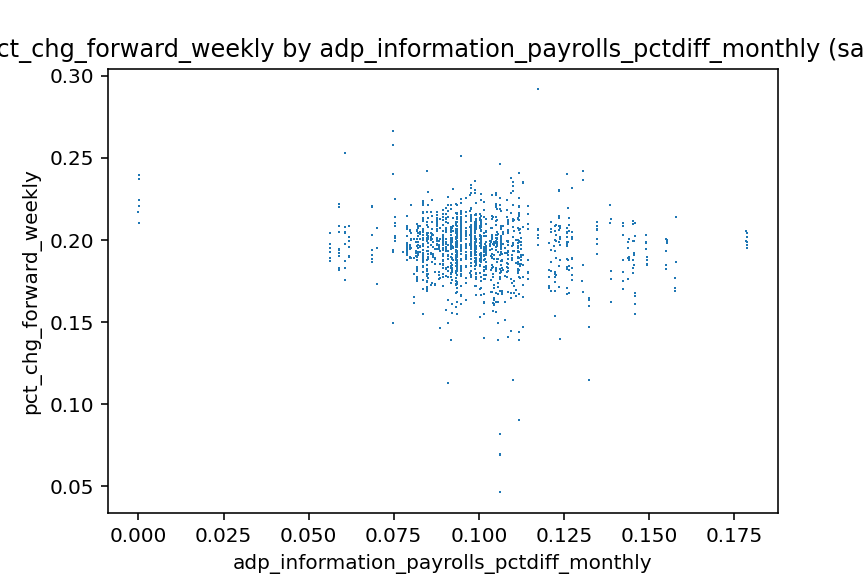 ct_chg_forward_weekly by adp_information_payrolls_pctdiff_monthly (sa
0.30
0.25
0.20
0.15
0.10
0.05
pct_chg_forward_weekly
0.000 0.025 0.050 0.075 0.100 0.125 0.150 0.175
adp_information_payrolls_pctdiff_monthly